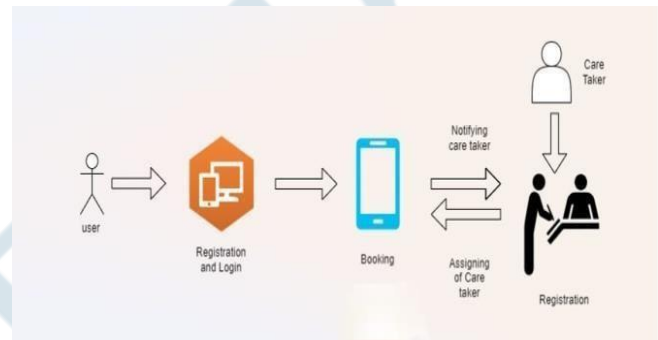 user
Registration
and Login
Booking
Notifying
care taker
Assigning
of Care
taker
Care
Taker
Registration